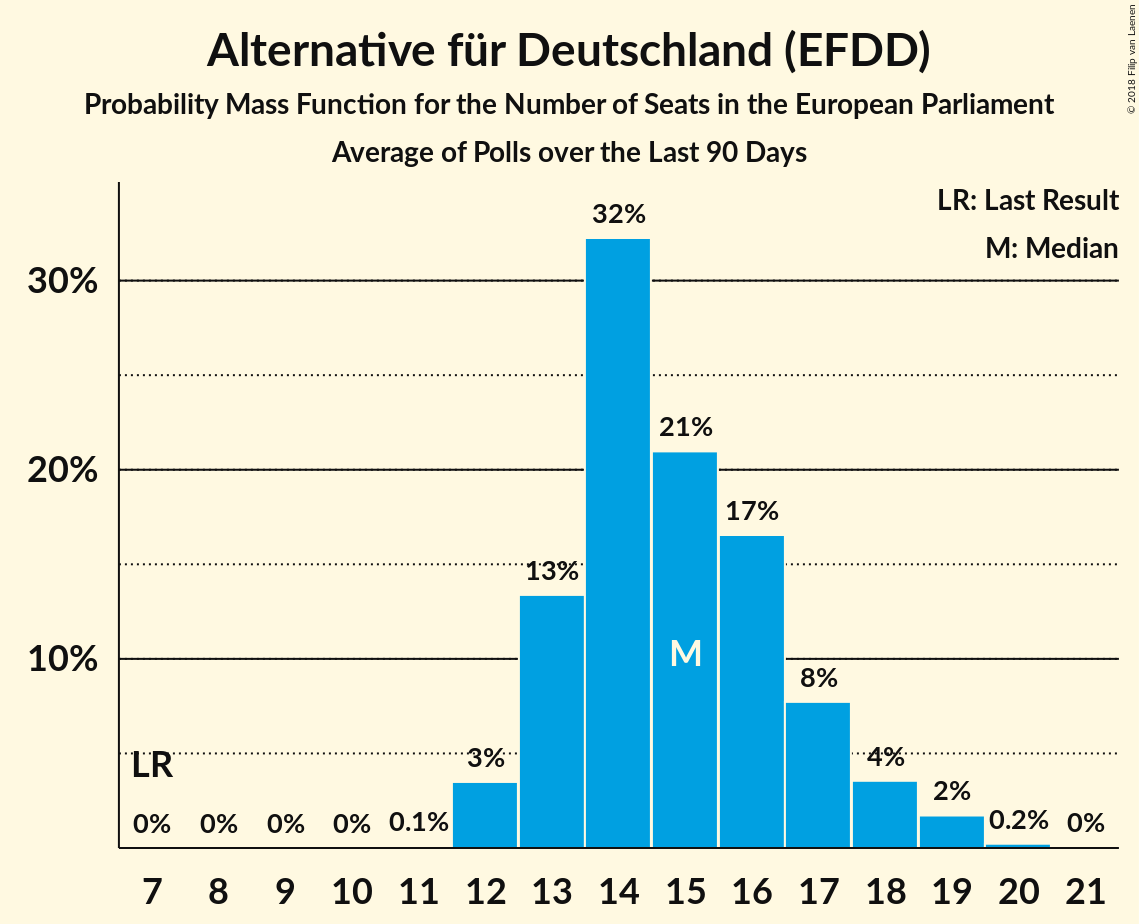 © 2018 Filip van Laenen
Alternative für Deutschland (EFDD)
Probability Mass Function for the Number of Seats in the European Parliament
Average of Polls over the Last 90 Days
LR: Last Result
M: Median
30%
20%
10%
32%
21%
17%
13%
M
8%
LR
3%
4%
2%
0% 0% 0% 0% 0.1% 0.2% 0%
7 8 9 10 11 12 13 14 15 16 17 18 19 20 21